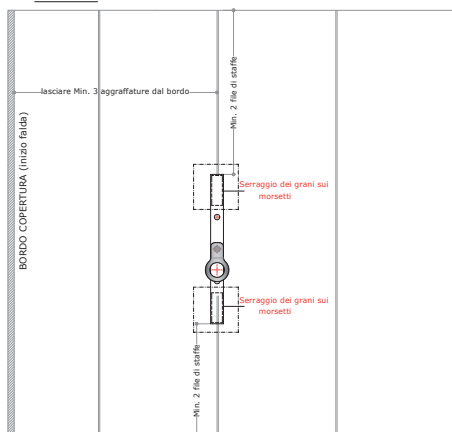 lasciare Min. 3 aggraffature dal bordo
Min. 2 file di staffe
BORDO COPERTURA (inizio falda)
Serraggio dei grani sui
morsetti
Serraggio dei grani sui
morsetti
Min. 2 file di staffe